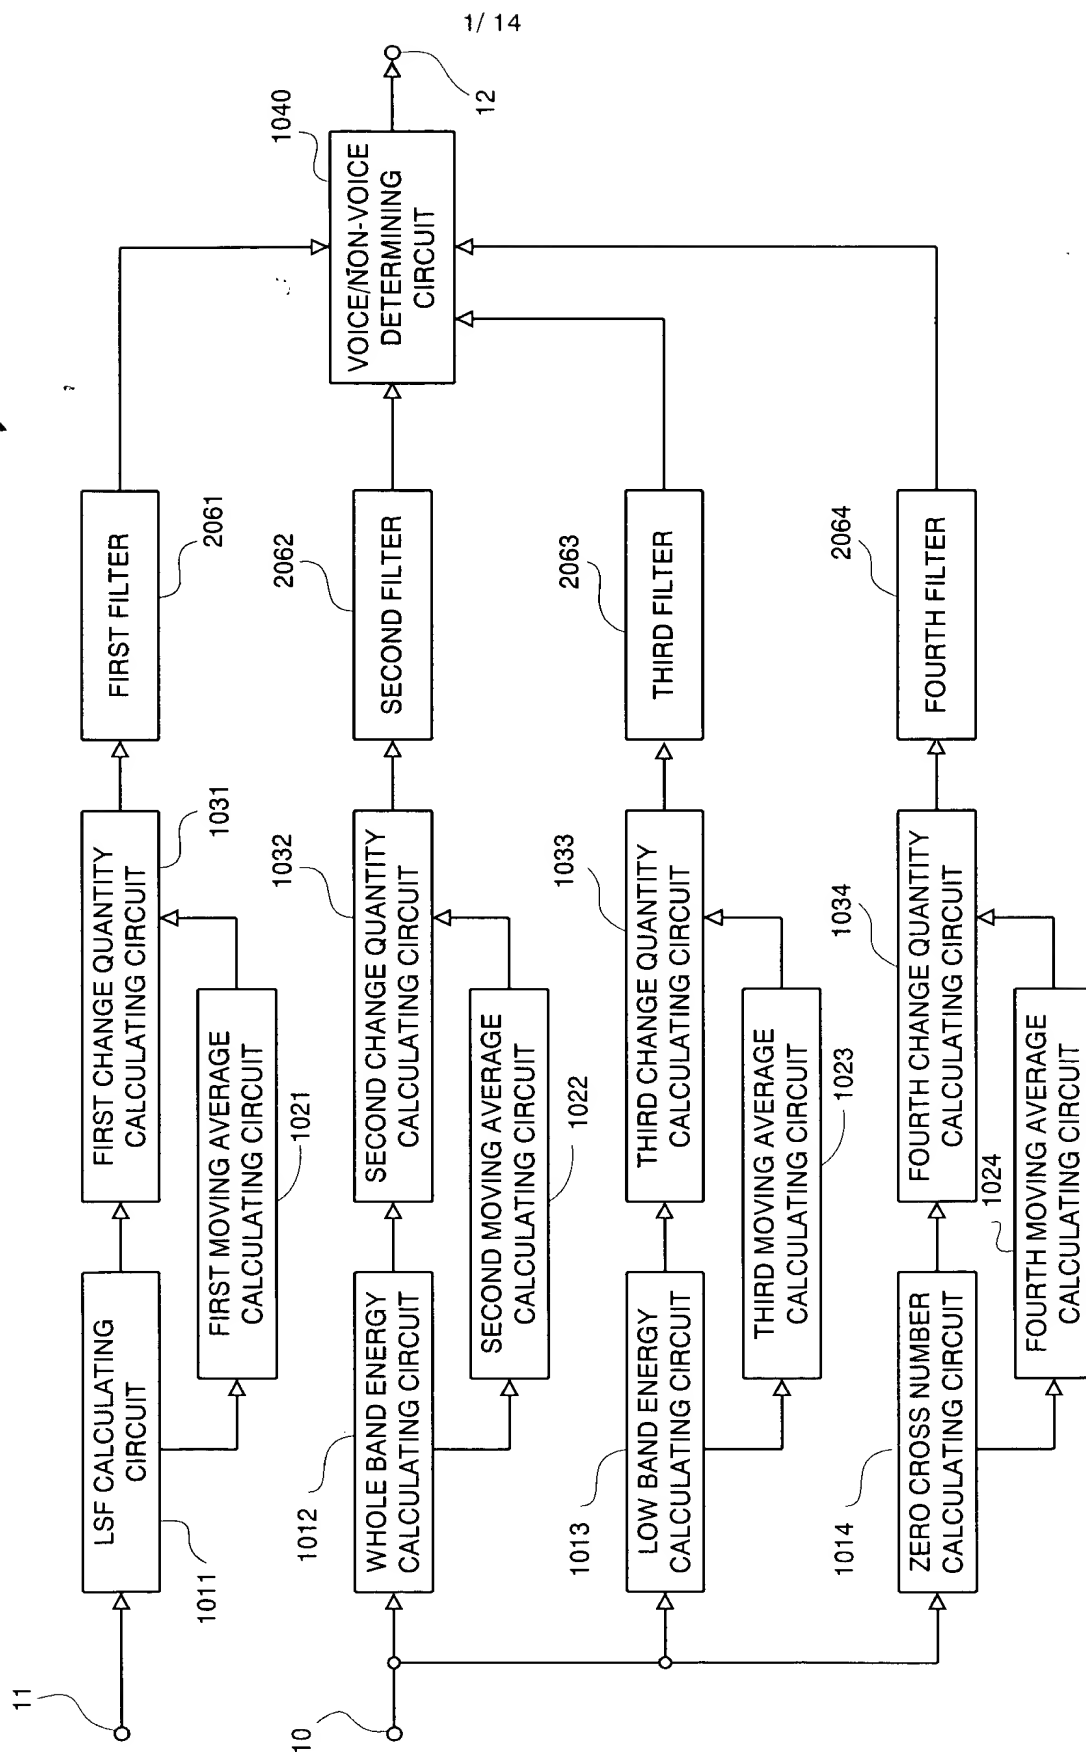 1/ 14
11
1011
LSF CALCULATING
CIRCUIT
FIRST MOVING AVERAGE
CALCULATING CIRCUIT
1021
FIRST CHANGE QUANTITY
CALCULATING CIRCUIT
1031
FIRST FILTER
2061
10
1012
WHOLE BAND ENERGY
CALCULATING CIRCUIT
SECOND MOVING AVERAGE
CALCULATING CIRCUIT
1022
SECOND CHANGE QUANTITY
CALCULATING CIRCUIT
1032
SECOND FILTER
2062
VOICE/NON-VOICE
DETERMINING
CIRCUIT
1040
12
1013
LOW BAND ENERGY
CALCULATING CIRCUIT
THIRD MOVING AVERAGE
CALCULATING CIRCUIT
1023
THIRD CHANGE QUANTITY
CALCULATING CIRCUIT
1033
THIRD FILTER
2063
1014
ZERO CROSS NUMBER
CALCULATING CIRCUIT
FOURTH MOVING AVERAGE
CALCULATING CIRCUIT
1024
FOURTH CHANGE QUANTITY
CALCULATING CIRCUIT
1034
FOURTH FILTER
2064